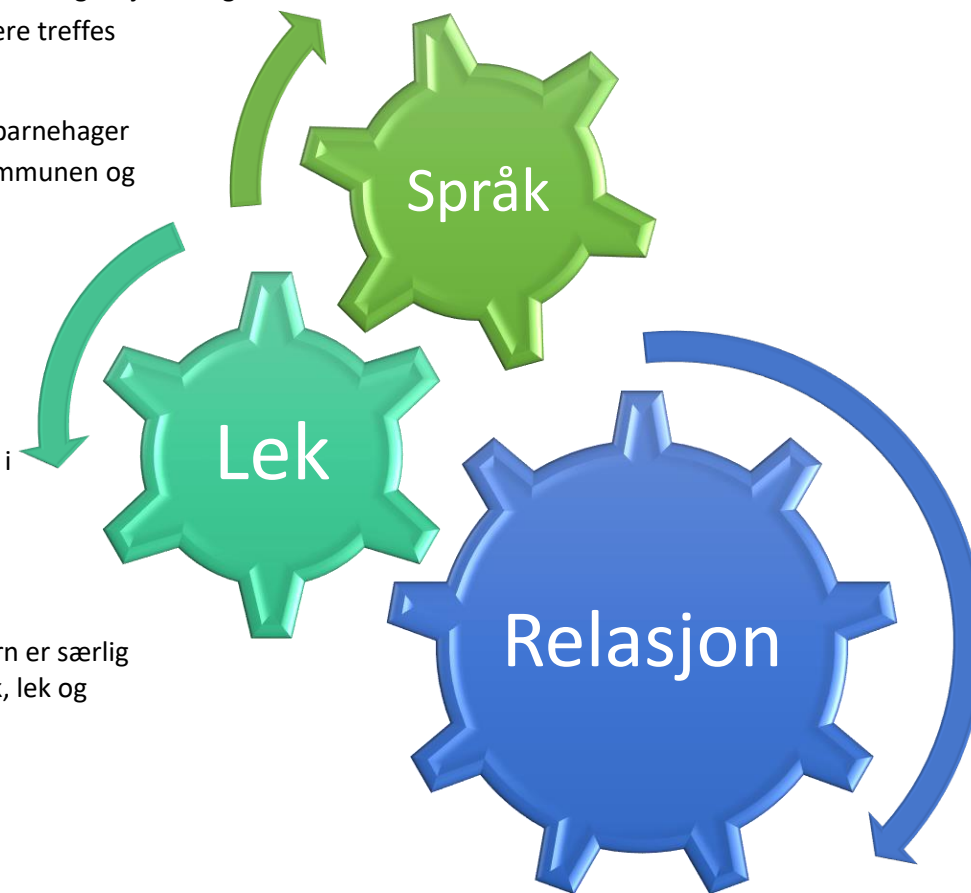 ere treffes
barnehager
mmunen og
i
rn er særlig
, lek og
Språk
Lek
Relasjon